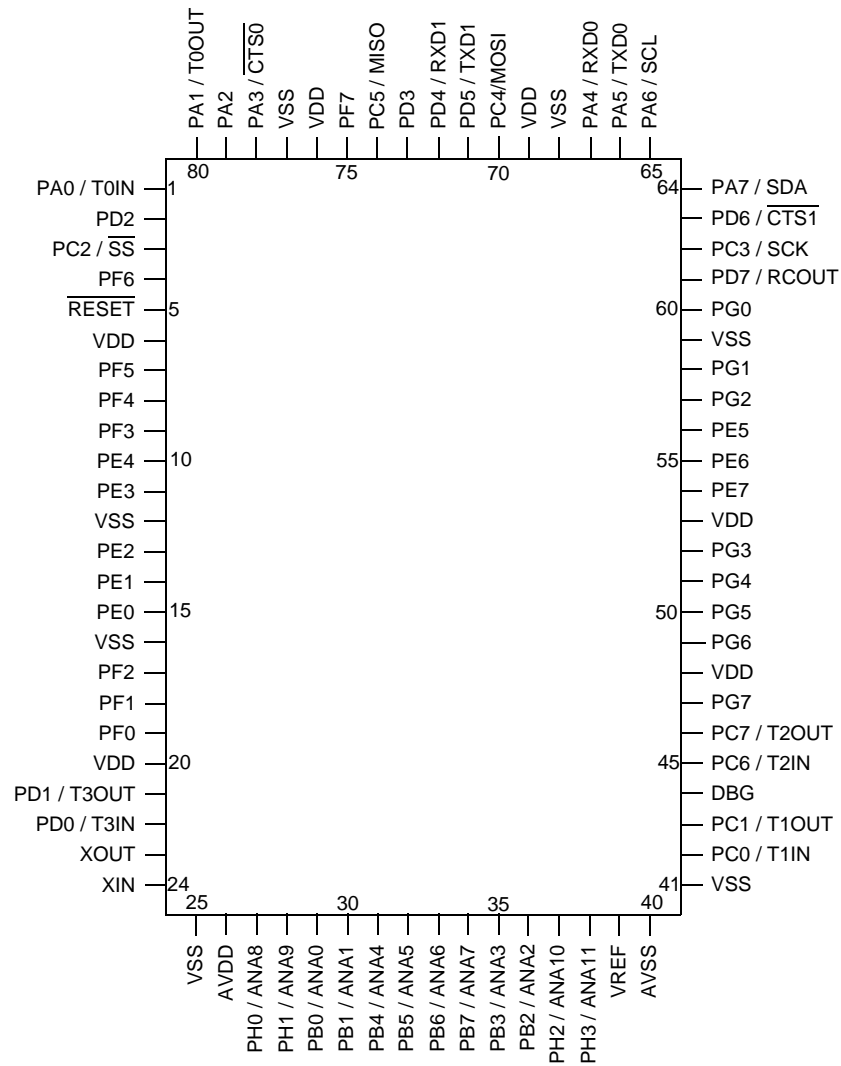 PA1 / T0OUT
PA2
PA3 / CTS0
VSS
VDD
PF7
PC5 / MISO
PD3
PD4 / RXD1
PD5 / TXD1
PC4/MOSI
VDD
VSS
PA4 / RXD0
PA5 / TXD0
PA6 / SCL
80
75
70
65
PA0 / T0IN 1
64 PA7 / SDA
PD2
PD6 / CTS1
PC2 / SS
PC3 / SCK
PF6
PD7 / RCOUT
RESET 5
60 PG0
VDD
VSS
PF5
PG1
PF4
PG2
PF3
PE5
PE4 10
55 PE6
PE3
PE7
VSS
VDD
PE2
PG3
PE1
PG4
PE0 15
50 PG5
VSS
PG6
PF2
VDD
PF1
PG7
PF0
PC7 / T2OUT
VDD 20
45 PC6 / T2IN
PD1 / T3OUT
DBG
PD0 / T3IN
PC1 / T1OUT
XOUT
PC0 / T1IN
XIN 24
41 VSS
25
30
35
40
VSS
AVDD
PH0 / ANA8
PH1 / ANA9
PB0 / ANA0
PB1 / ANA1
PB4 / ANA4
PB5 / ANA5
PB6 / ANA6
PB7 / ANA7
PB3 / ANA3
PB2 / ANA2
PH2 / ANA10
PH3 / ANA11
VREF
AVSS